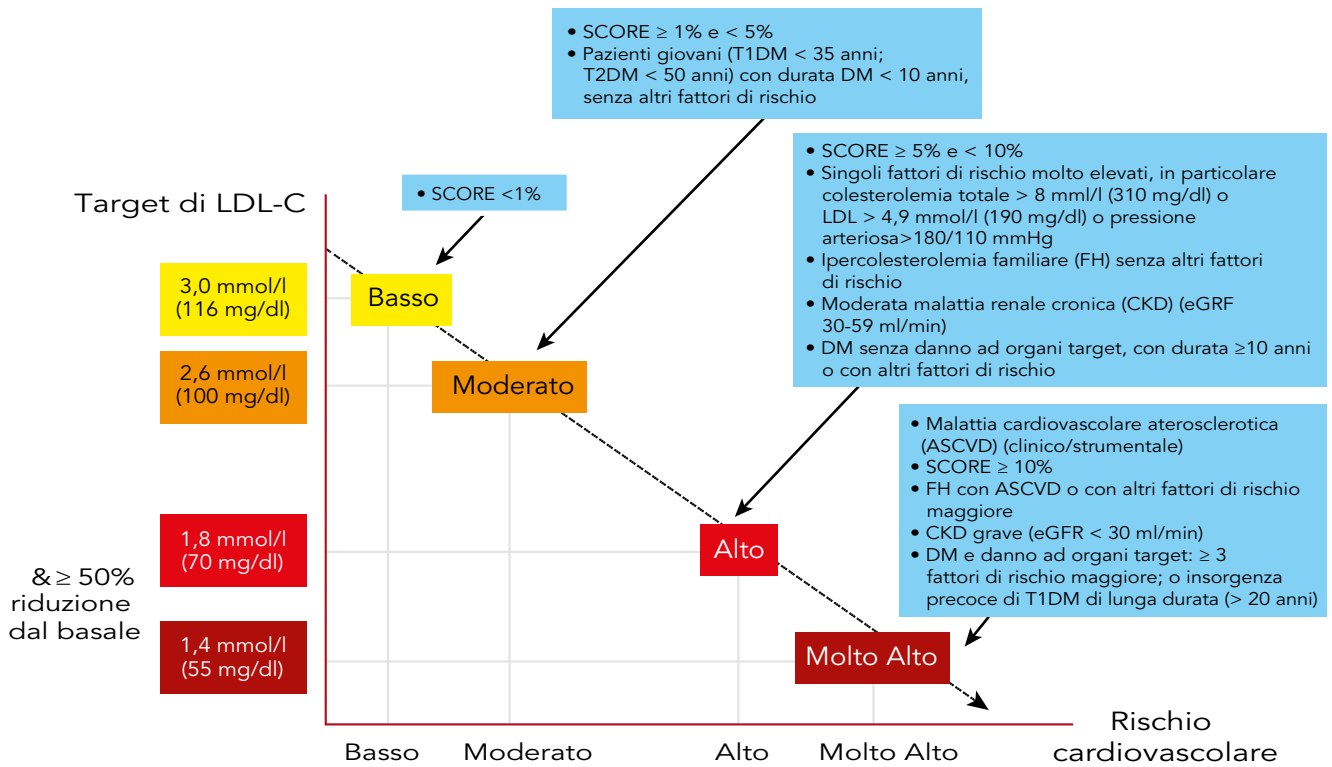 • SCORE ≥ 1% e < 5%
• Pazienti giovani (T1DM < 35 anni;
T2DM < 50 anni) con durata DM < 10 anni,
senza altri fattori di rischio
• SCORE ≥ 5% e < 10%
• Singoli fattori di rischio molto elevati, in particolare
colesterolemia totale > 8 mml/l (310 mg/dl) o
LDL > 4,9 mmol/l (190 mg/dl) o pressione
arteriosa>180/110 mmHg
• Ipercolesterolemia familiare (FH) senza altri fattori
di rischio
• Moderata malattia renale cronica (CKD) (eGRF
30-59 ml/min)
• DM senza danno ad organi target, con durata ≥10 anni
o con altri fattori di rischio
• SCORE <1%
Target di LDL-C
3,0 mmol/l
(116 mg/dl)
Basso
2,6 mmol/l
(100 mg/dl)
Moderato
• Malattia cardiovascolare aterosclerotica
(ASCVD) (clinico/strumentale)
• SCORE ≥ 10%
• FH con ASCVD o con altri fattori di rischio
maggiore
• CKD grave (eGFR < 30 ml/min)
• DM e danno ad organi target: ≥ 3
fattori di rischio maggiore; o insorgenza
precoce di T1DM di lunga durata (> 20 anni)
1,8 mmol/l
(70 mg/dl)
Alto
& ≥ 50%
riduzione
dal basale
1,4 mmol/l
(55 mg/dl)
Molto Alto
Basso
Moderato
Alto
Molto Alto
Rischio
cardiovascolare